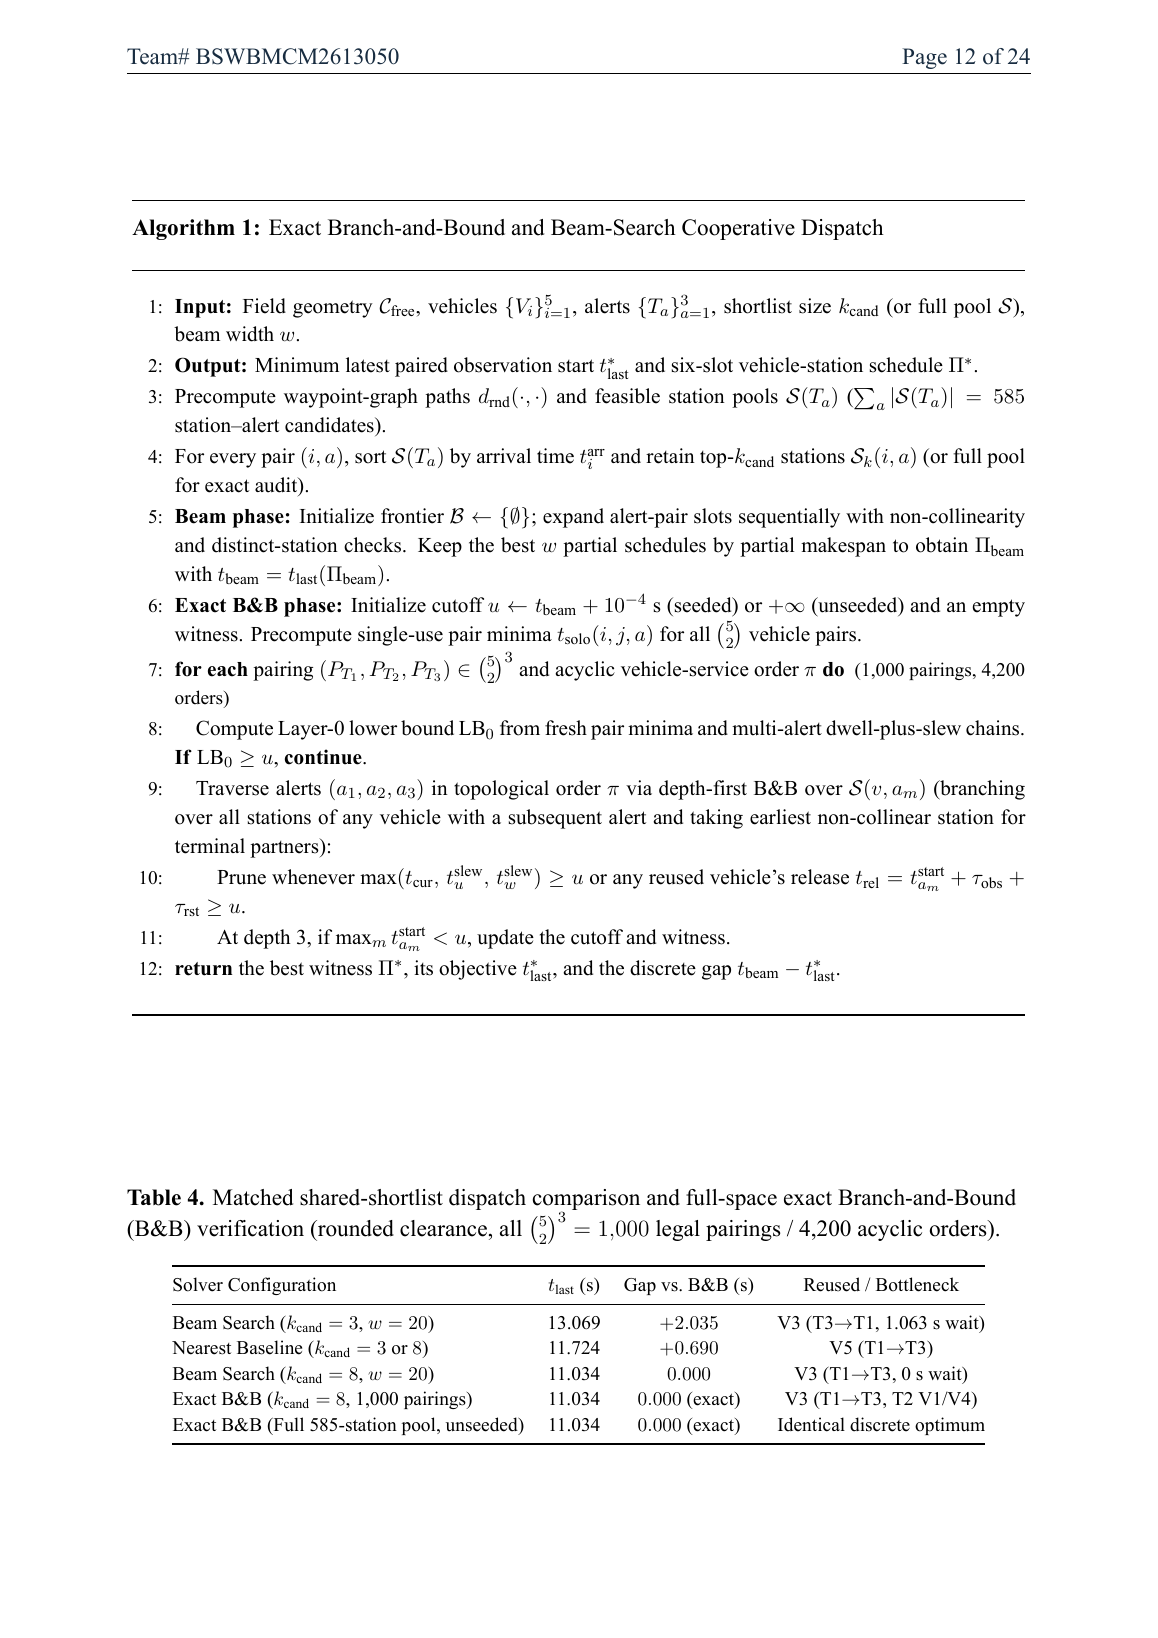 Team# BSWBMCM2613050 Page 12 of 24
Algorithm 1: Exact Branch-and-Bound and Beam-Search Cooperative Dispatch
1: Input: Field geometry 𝒞_free, vehicles {V_i}_{i=1}^5, alerts {T_a}_{a=1}^3, shortlist size k_cand (or full pool 𝒮),
beam width w.
2: Output: Minimum latest paired observation start t*_last and six-slot vehicle-station schedule Π*.
3: Precompute waypoint-graph paths d_rnd(·, ·) and feasible station pools 𝒮(T_a) (∑_a |𝒮(T_a)| = 585
station–alert candidates).
4: For every pair (i, a), sort 𝒮(T_a) by arrival time t_i^arr and retain top-k_cand stations 𝒮_k(i, a) (or full pool
for exact audit).
5: Beam phase: Initialize frontier ℬ ← {∅}; expand alert-pair slots sequentially with non-collinearity
and distinct-station checks. Keep the best w partial schedules by partial makespan to obtain Π_beam
with t_beam = t_last(Π_beam).
6: Exact B&B phase: Initialize cutoff u ← t_beam + 10^−4 s (seeded) or +∞ (unseeded) and an empty
witness. Precompute single-use pair minima t_solo(i, j, a) for all (5 2) vehicle pairs.
7: for each pairing (P_{T_1}, P_{T_2}, P_{T_3}) ∈ (5 2)^3 and acyclic vehicle-service order π do (1,000 pairings, 4,200
orders)
8: Compute Layer-0 lower bound LB_0 from fresh pair minima and multi-alert dwell-plus-slew chains.
If LB_0 ≥ u, continue.
9: Traverse alerts (a_1, a_2, a_3) in topological order π via depth-first B&B over 𝒮(v, a_m) (branching
over all stations of any vehicle with a subsequent alert and taking earliest non-collinear station for
terminal partners):
10: Prune whenever max(t_cur, t_u^slew, t_w^slew) ≥ u or any reused vehicle's release t_rel = t_{a_m}^start + τ_obs +
τ_rst ≥ u.
11: At depth 3, if max_m t_{a_m}^start < u, update the cutoff and witness.
12: return the best witness Π*, its objective t*_last, and the discrete gap t_beam − t*_last.
Table 4. Matched shared-shortlist dispatch comparison and full-space exact Branch-and-Bound
(B&B) verification (rounded clearance, all (5 2)^3 = 1,000 legal pairings / 4,200 acyclic orders).
Solver Configuration t_last (s) Gap vs. B&B (s) Reused / Bottleneck
Beam Search (k_cand = 3, w = 20) 13.069 +2.035 V3 (T3→T1, 1.063 s wait)
Nearest Baseline (k_cand = 3 or 8) 11.724 +0.690 V5 (T1→T3)
Beam Search (k_cand = 8, w = 20) 11.034 0.000 V3 (T1→T3, 0 s wait)
Exact B&B (k_cand = 8, 1,000 pairings) 11.034 0.000 (exact) V3 (T1→T3, T2 V1/V4)
Exact B&B (Full 585-station pool, unseeded) 11.034 0.000 (exact) Identical discrete optimum